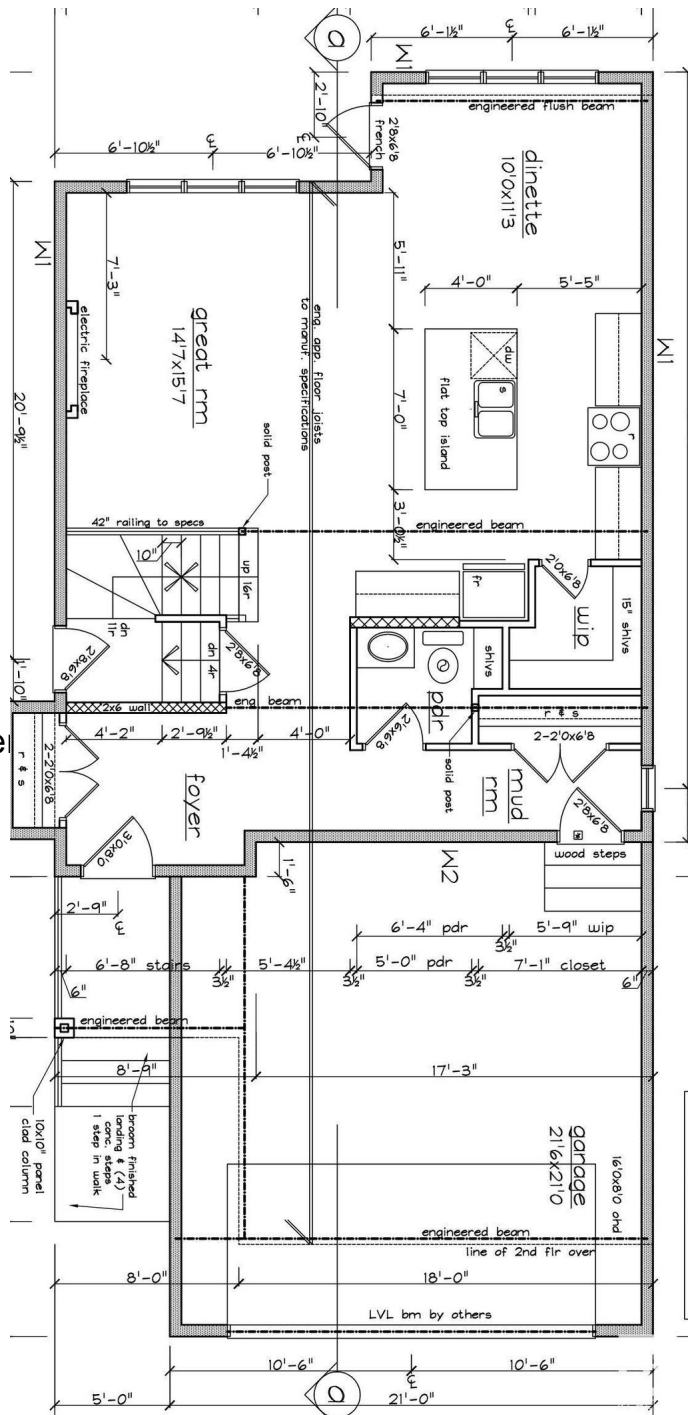 a
6'-1½"
℄
6'-1½"
W1
2'-10"
engineered flush beam
2'8x6'8
french
dinette
10'0x11'3
6'-10½"
℄
6'-10½"
℄
W1
7'-3"
5'-11"
4'-0"
5'-5"
W1
electric fireplace
great rm
14'7x15'7
eng. app. floor joists
to manuf. specifications
dw
s
flat top island
7'-0"
r
20'-9½"
solid post
42" railing to specs
engineered beam
3'-0½"
10"
up 16r
fr
2'0x6'8
wip
15" shlvs
dn
11r
dn 4r
2'8x6'8
2'8x6'8
shlvs
pdr
1'-10"
2x6 wall
eng beam
r & s
2-2'0x6'8
4'-2"
2'-9½"
4'-0"
1'-4½"
2'6x6'8
solid post
2-2'0x6'8
r & s
foyer
mud
rm
2'8x6'8
3'0x8'0
1'-6"
W2
wood steps
2'-9"
℄
6'-4" pdr
5'-9" wip
3½"
6'-8" stairs
5'-4½"
5'-0" pdr
7'-1" closet
6"
3½"
3½"
3½"
6"
engineered beam
8'-9"
17'-3"
10x10" panel
clad column
broom finished
landing & (4)
conc. steps
1 step in walk
garage
21'6x21'0
16'0x8'0 ohd
engineered beam
line of 2nd flr over
8'-0"
18'-0"
LVL bm by others
10'-6"
℄
10'-6"
5'-0"
a
21'-0"